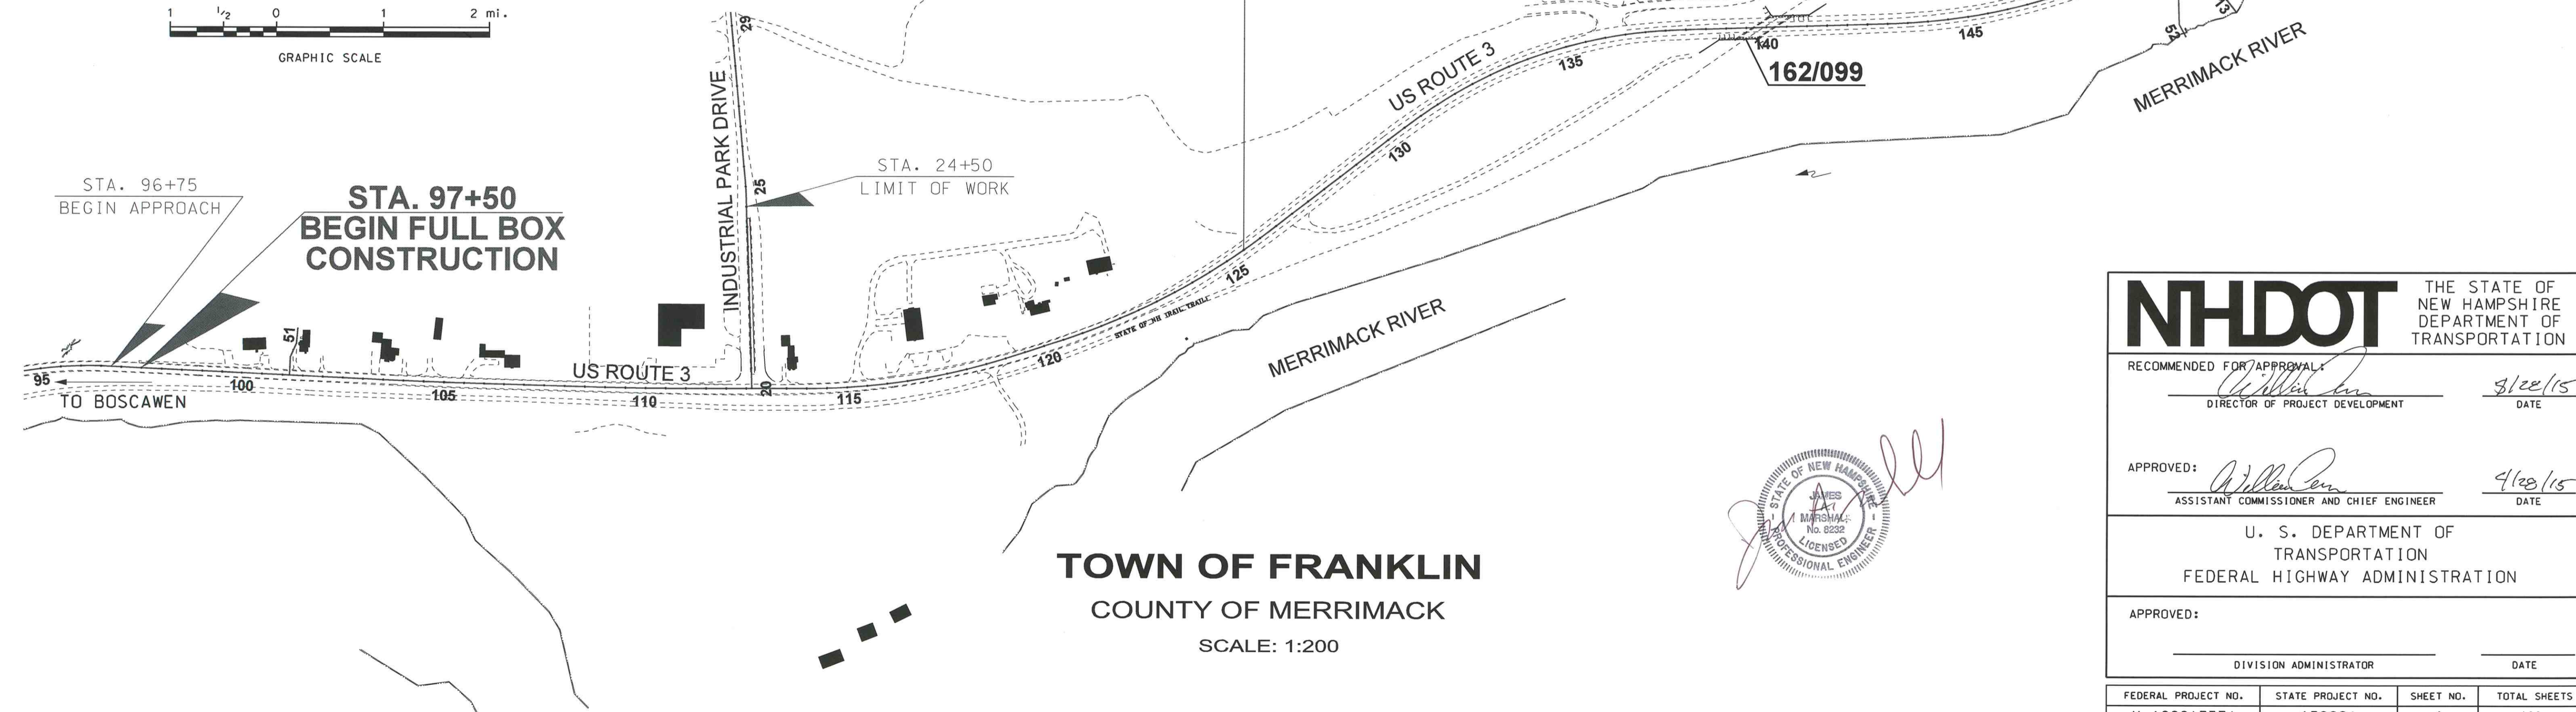 1 1/2 0 1 2 mi.
GRAPHIC SCALE
STA. 96+75
BEGIN APPROACH
STA. 97+50
BEGIN FULL BOX
CONSTRUCTION
INDUSTRIAL PARK DRIVE
29
25
20
STA. 24+50
LIMIT OF WORK
US ROUTE 3
US ROUTE 3
95
100
105
110
115
120
125
130
135
140
145
51
52
13
TO BOSCAWEN
STATE OF NH TRAIL
162/099
MERRIMACK RIVER
MERRIMACK RIVER
TOWN OF FRANKLIN
COUNTY OF MERRIMACK
SCALE: 1:200
STATE OF NEW HAMPSHIRE
JAMES
A.
MARSHALL
No. 8232
LICENSED
PROFESSIONAL ENGINEER
NHDOT
THE STATE OF
NEW HAMPSHIRE
DEPARTMENT OF
TRANSPORTATION
RECOMMENDED FOR APPROVAL:
8/28/15
DIRECTOR OF PROJECT DEVELOPMENT DATE
APPROVED:
ASSISTANT COMMISSIONER AND CHIEF ENGINEER DATE
U. S. DEPARTMENT OF
TRANSPORTATION
FEDERAL HIGHWAY ADMINISTRATION
APPROVED:
DIVISION ADMINISTRATOR DATE
FEDERAL PROJECT NO. STATE PROJECT NO. SHEET NO. TOTAL SHEETS